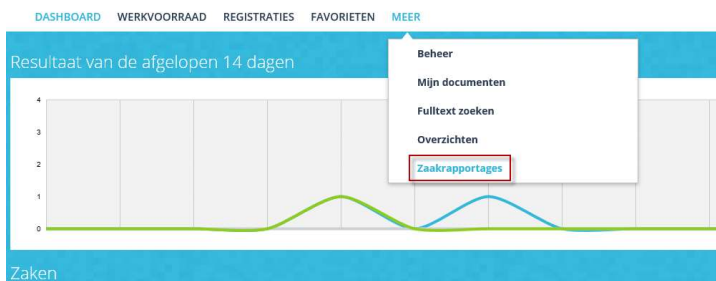 DASHBOARD WERKVOORRAAD REGISTRATIES FAVORIETEN MEER
Resultaat van de afgelopen 14 dagen
Beheer
Mijn documenten
Fulltext zoeken
Overzichten
Zaakrapportages
4
3
2
1
0
Zaken